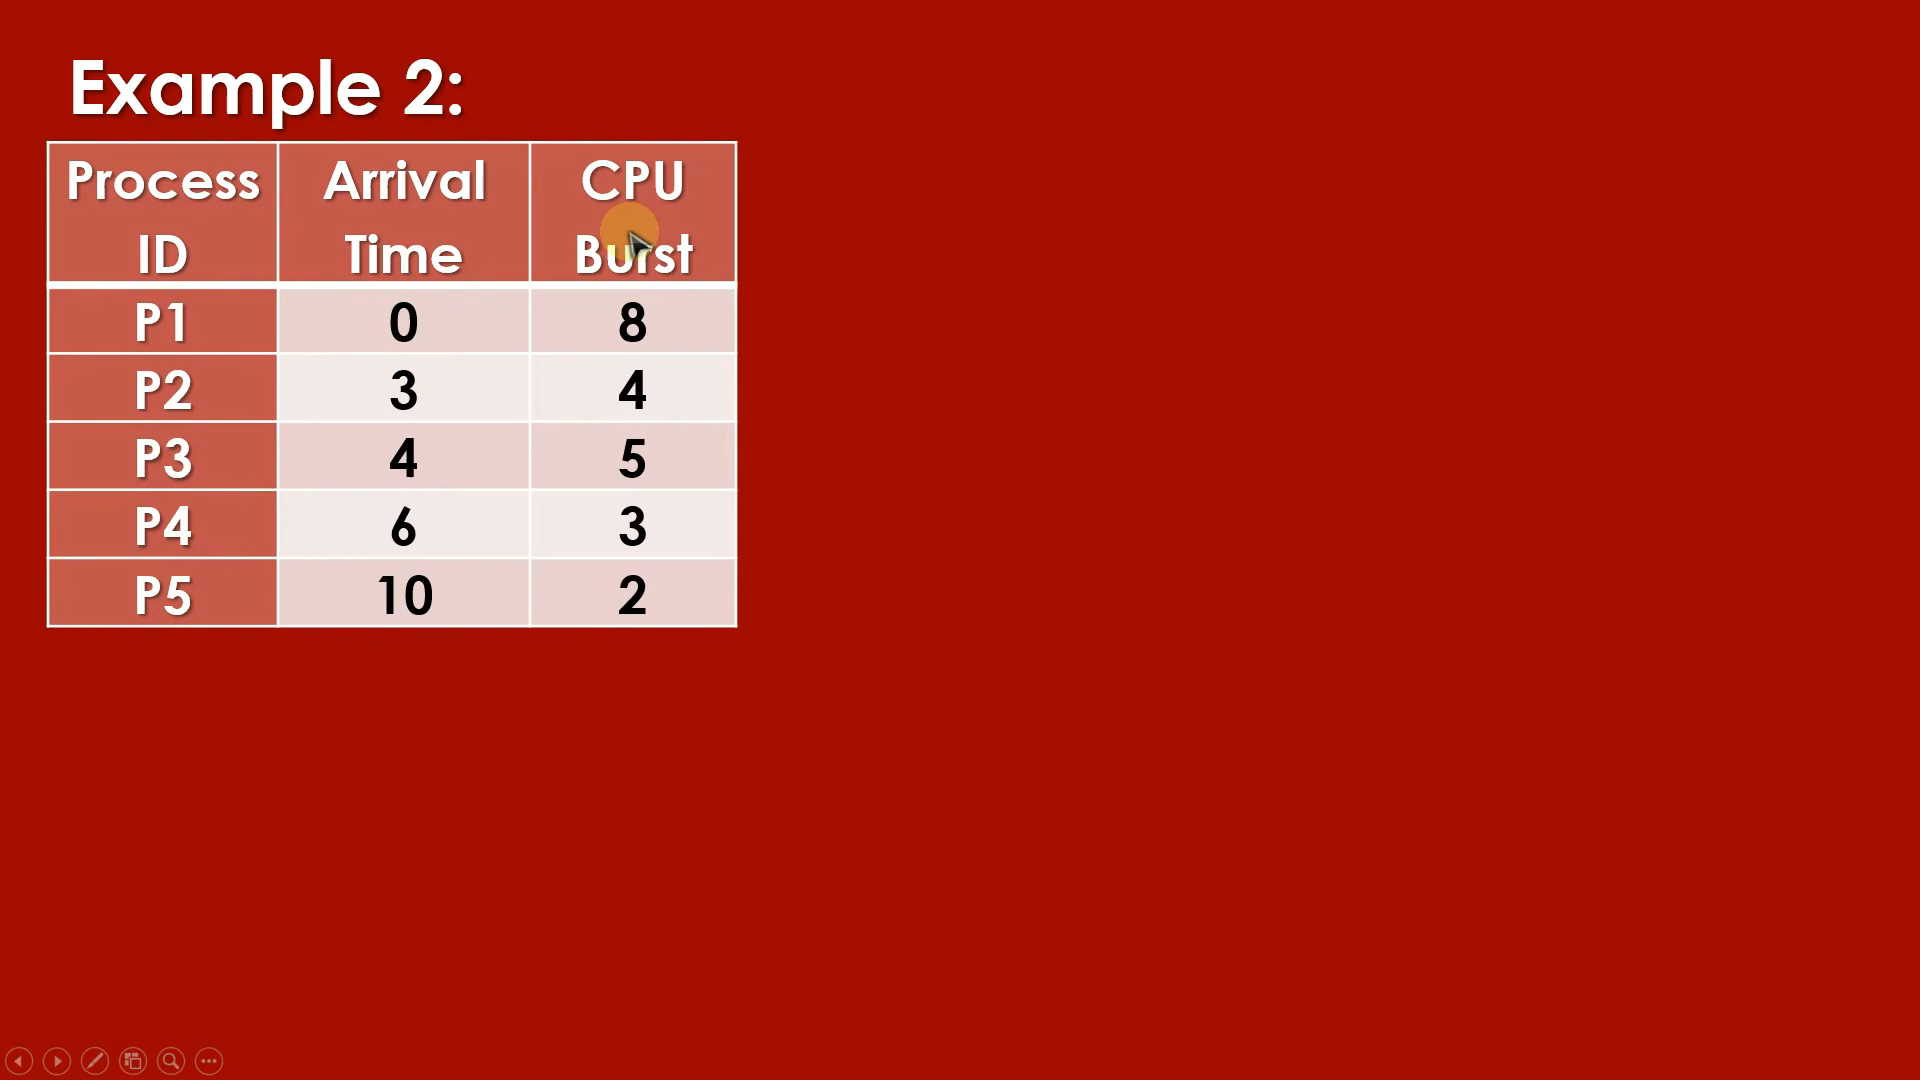 Example 2:
Process ID Arrival Time CPU Burst
P1 0 8
P2 3 4
P3 4 5
P4 6 3
P5 10 2